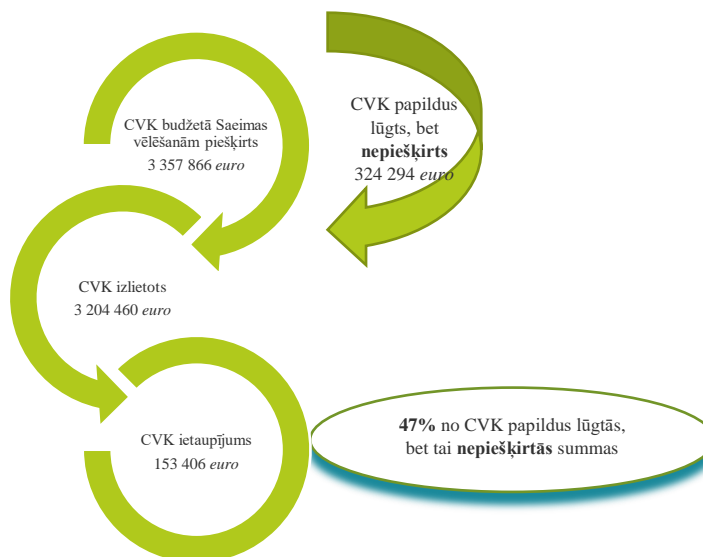 CVK budžetā Saeimas
vēlēšanām piešķirts
3 357 866 euro
CVK papildus
lūgts, bet
nepiešķirts
324 294 euro
CVK izlietots
3 204 460 euro
CVK ietaupījums
153 406 euro
47% no CVK papildus lūgtās,
bet tai nepiešķirtās summas